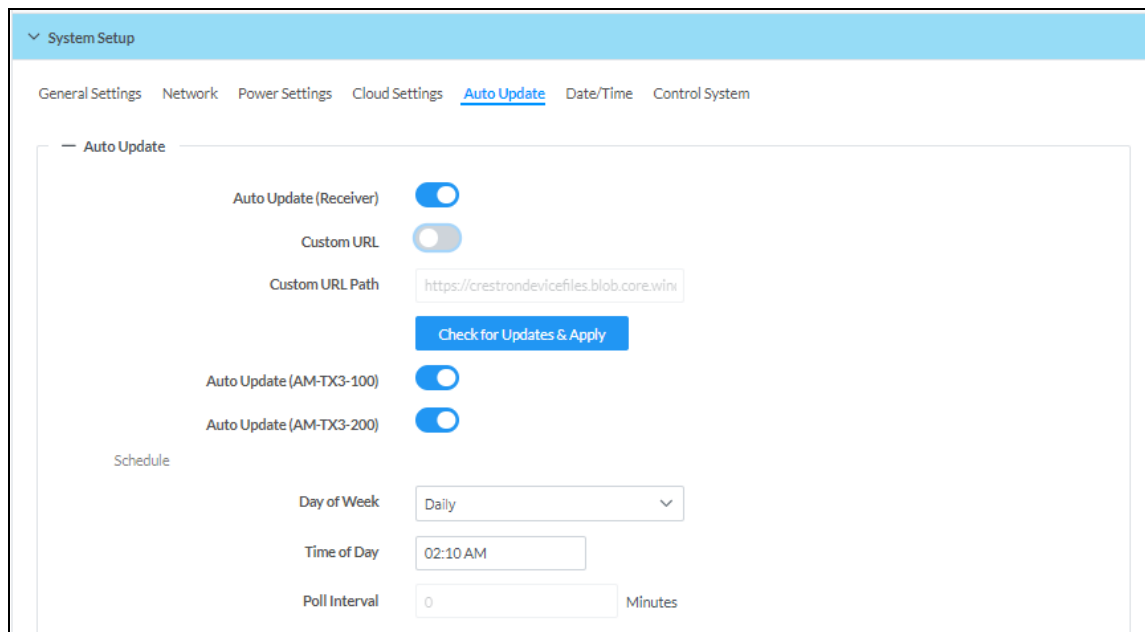 System Setup
General Settings Network Power Settings Cloud Settings Auto Update Date/Time Control System
Auto Update
Auto Update (Receiver)
Custom URL
Custom URL Path https://crestrondevicefiles.blob.core.wind
Check for Updates & Apply
Auto Update (AM-TX3-100)
Auto Update (AM-TX3-200)
Schedule
Day of Week Daily
Time of Day 02:10 AM
Poll Interval 0 Minutes